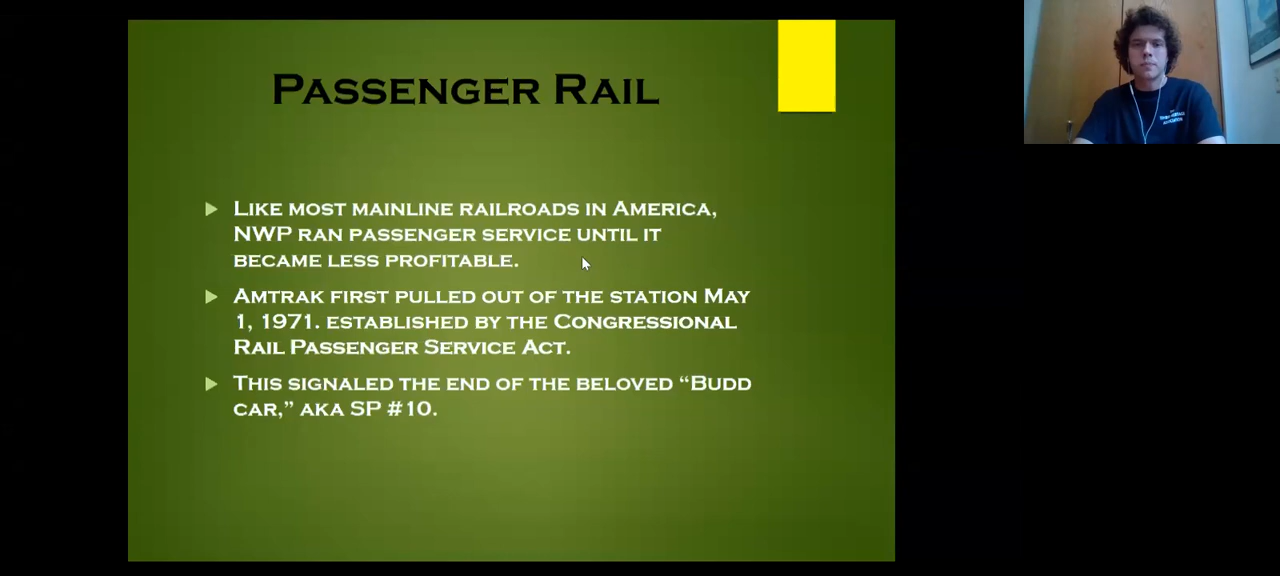 Passenger Rail
Like most mainline railroads in America,
NWP ran passenger service until it
became less profitable.
Amtrak first pulled out of the station May
1, 1971. established by the Congressional
Rail Passenger Service Act.
This signaled the end of the beloved “Budd
car,” aka SP #10.